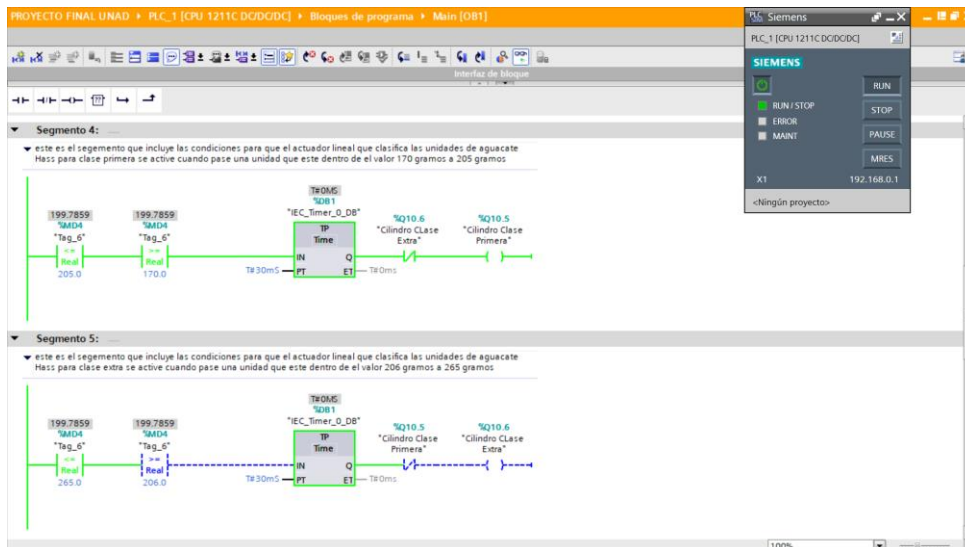 PROYECTO FINAL UNAD ▸ PLC_1 [CPU 1211C DC/DC/DC] ▸ Bloques de programa ▸ Main [OB1]
Siemens
PLC_1 [CPU 1211C DC/DC/DC]
SIEMENS
RUN
RUN / STOP
STOP
ERROR
MAINT
PAUSE
MRES
X1 192.168.0.1
<Ningún proyecto>
Interfaz de bloque
Segmento 4:
este es el segemento que incluye las condiciones para que el actuador lineal que clasifica las unidades de aguacate
Hass para clase primera se active cuando pase una unidad que este dentro de el valor 170 gramos a 205 gramos
T#0MS
%DB1
"IEC_Timer_0_DB"
199.7859 199.7859
%MD4 %MD4
"Tag_6" "Tag_6"
TP
Time
%Q10.6 %Q10.5
"Cilindro CLase Extra" "Cilindro Clase Primera"
<= >=
Real Real
205.0 170.0
IN Q
T#30mS PT ET T#0ms
Segmento 5:
este es el segemento que incluye las condiciones para que el actuador lineal que clasifica las unidades de aguacate
Hass para clase extra se active cuando pase una unidad que este dentro de el valor 206 gramos a 265 gramos
T#0MS
%DB1
"IEC_Timer_0_DB"
199.7859 199.7859
%MD4 %MD4
"Tag_6" "Tag_6"
TP
Time
%Q10.5 %Q10.6
"Cilindro Clase Primera" "Cilindro CLase Extra"
<= >=
Real Real
265.0 206.0
IN Q
T#30mS PT ET T#0ms
100%